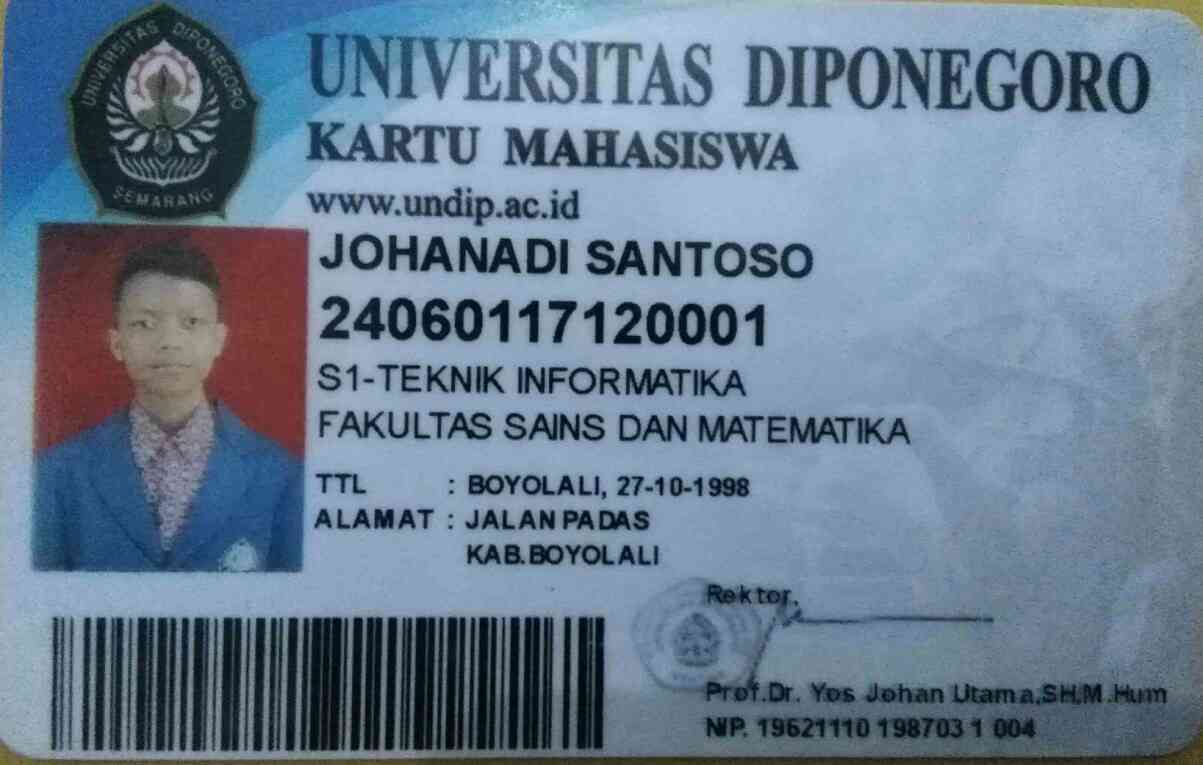 UNIVERSITAS DIPONEGORO
SEMARANG
UNIVERSITAS DIPONEGORO
KARTU MAHASISWA
www.undip.ac.id
JOHANADI SANTOSO
24060117120001
S1-TEKNIK INFORMATIKA
FAKULTAS SAINS DAN MATEMATIKA
TTL : BOYOLALI, 27-10-1998
ALAMAT : JALAN PADAS
KAB.BOYOLALI
Rektor,
Prof.Dr. Yos Johan Utama,SH,M.Hum
NIP. 19621110 198703 1 004